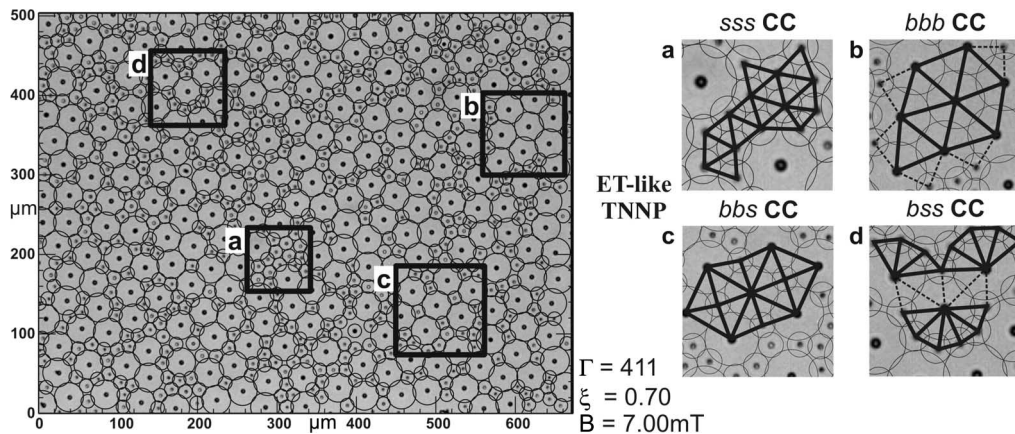 500
400
300
µm
200
100
0
0
100
200
300
µm
400
500
600
d
b
a
c
sss CC
bbb CC
a
b
ET-like
TNNP
bbs CC
bss CC
c
d
Γ = 411
ξ = 0.70
B = 7.00mT